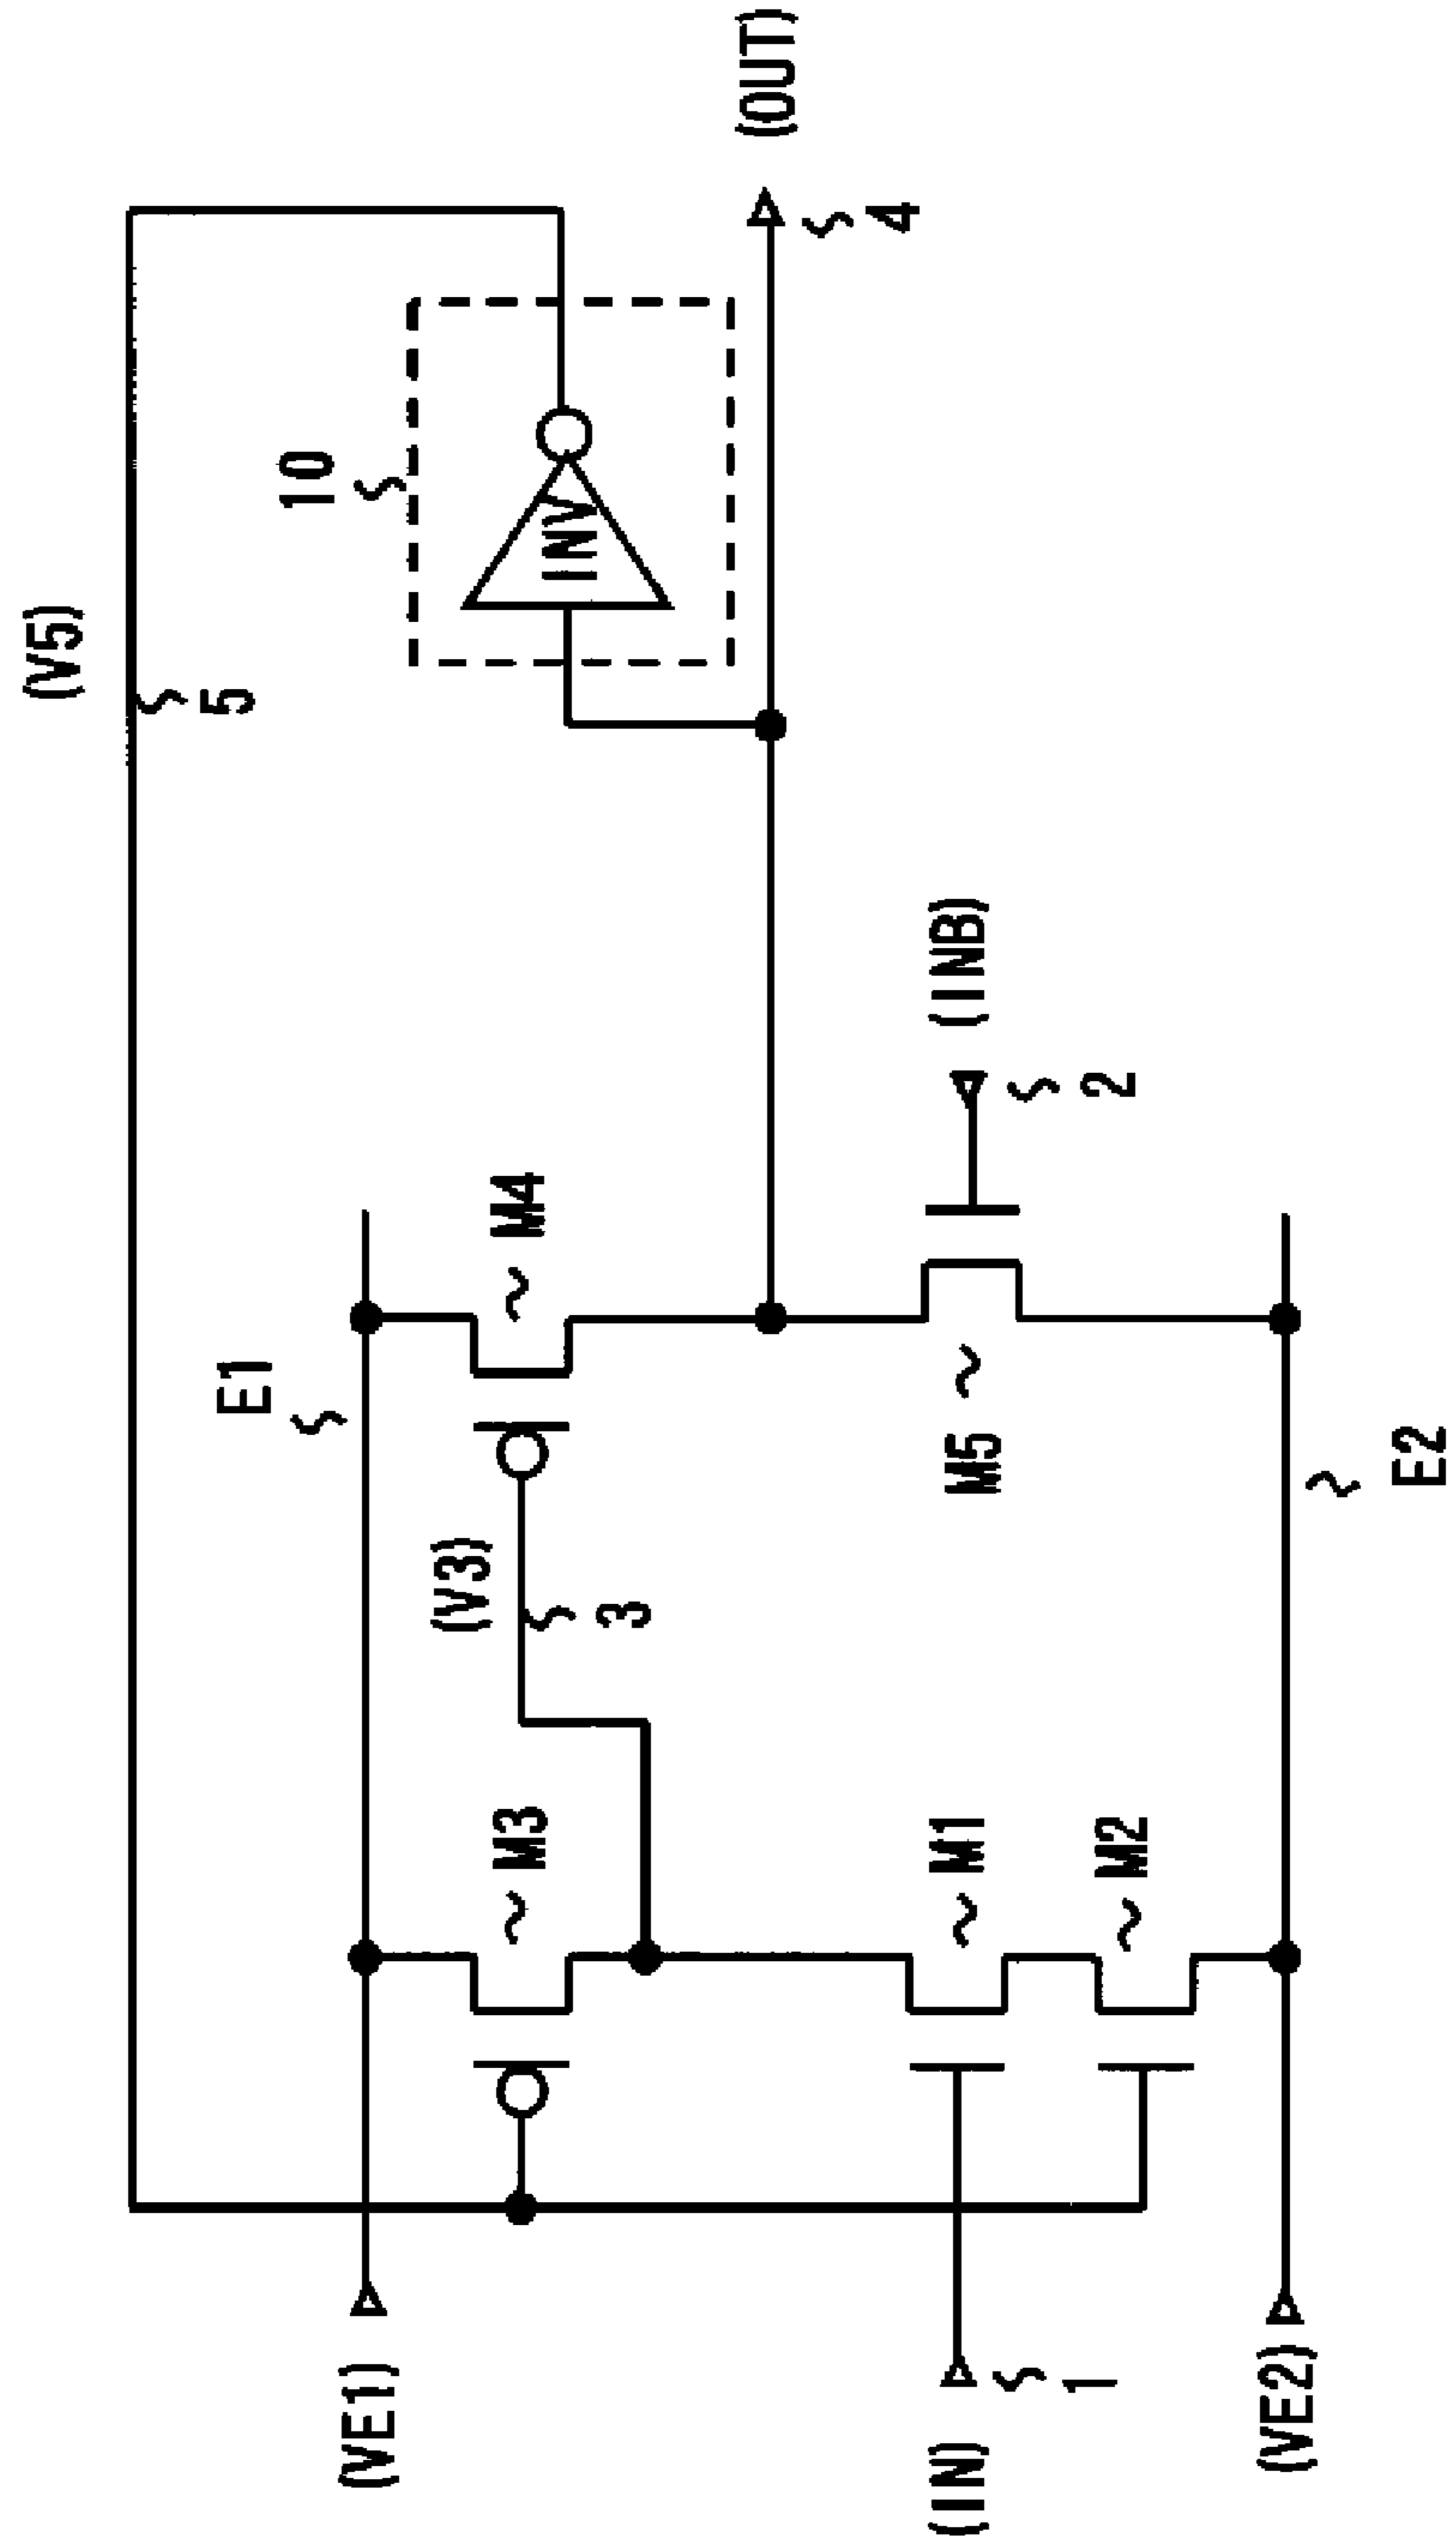 (V5)
5
10
INV
(OUT)
4
E1
M3
M4
(V3)
3
(VE1)
(IN)
1
M1
M2
M5
(INB)
2
(VE2)
E2